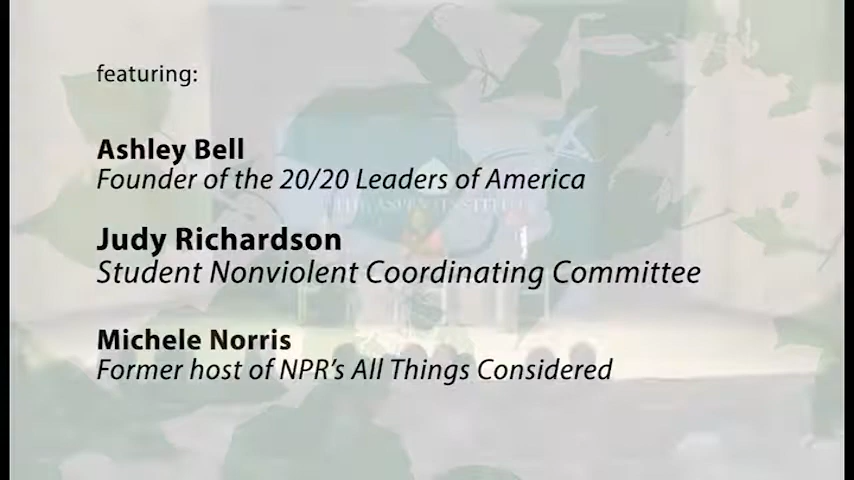 featuring:
Ashley Bell
Founder of the 20/20 Leaders of America
Judy Richardson
Student Nonviolent Coordinating Committee
Michele Norris
Former host of NPR’s All Things Considered